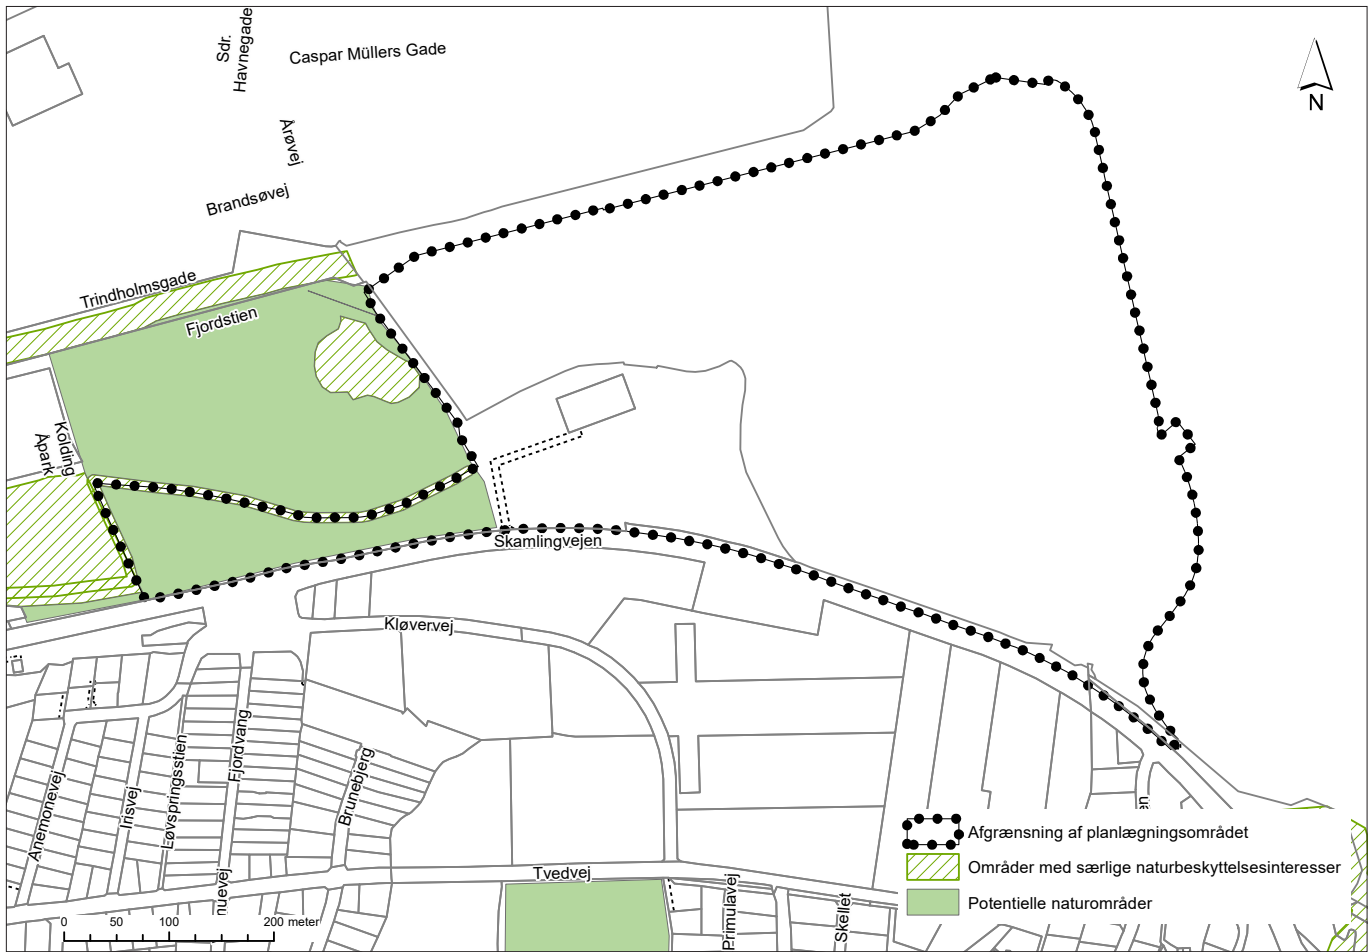 Sdr.
Havnegade
Caspar Müllers Gade
N
Årøvej
Brandsøvej
Trindholmsgade
Fjordstien
Kolding
Åpark
Skamlingvejen
Kløvervej
Fjordvang
Løvspringsstien
Irisvej
Anemonevej
Brunebjerg
Tvedvej
Primulavej
Skellet
Afgrænsning af planlægningsområdet
Områder med særlige naturbeskyttelsesinteresser
Potentielle naturområder
0 50 100 200 meter